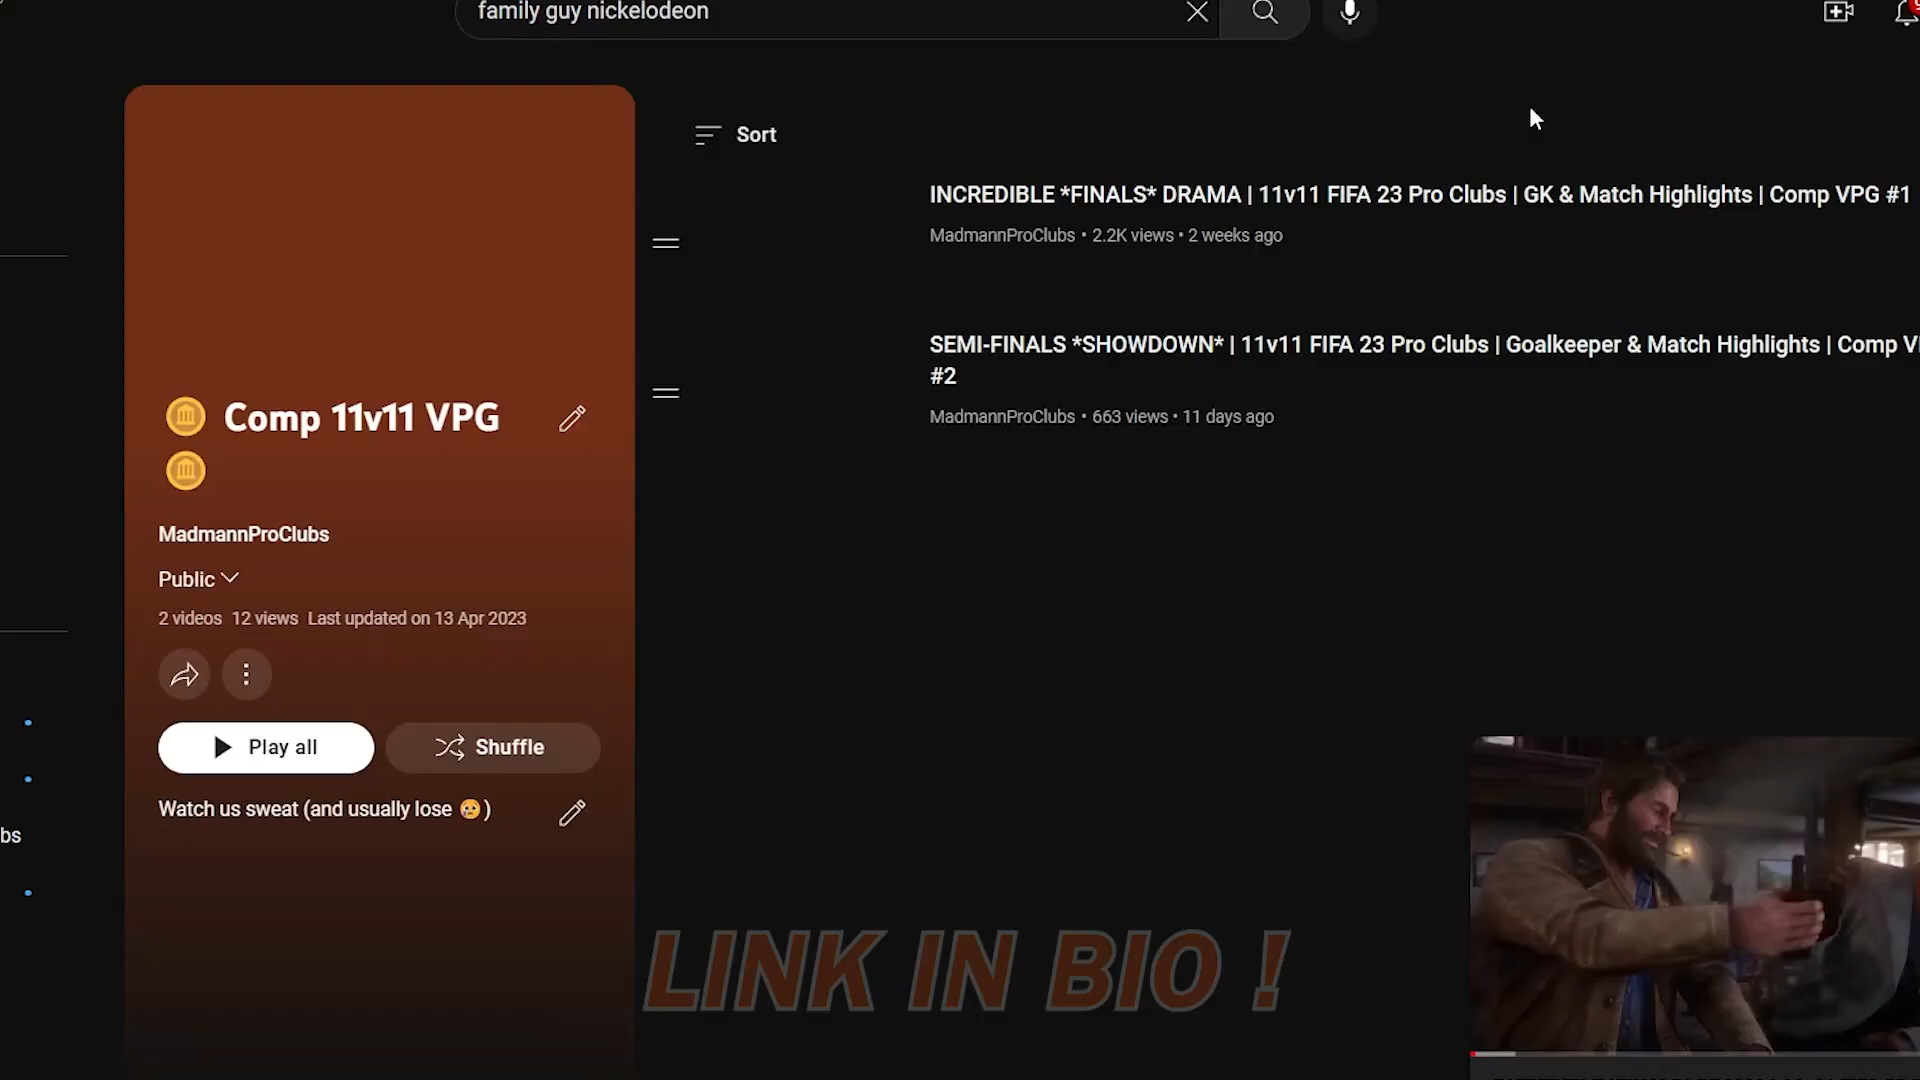 family guy nickelodeon
Sort
INCREDIBLE *FINALS* DRAMA | 11v11 FIFA 23 Pro Clubs | GK & Match Highlights | Comp VPG #1
MadmannProClubs • 2.2K views • 2 weeks ago
SEMI-FINALS *SHOWDOWN* | 11v11 FIFA 23 Pro Clubs | Goalkeeper & Match Highlights | Comp
#2
MadmannProClubs • 663 views • 11 days ago
Comp 11v11 VPG
MadmannProClubs
Public
2 videos 12 views Last updated on 13 Apr 2023
Play all
Shuffle
Watch us sweat (and usually lose 😢)
bs
LINK IN BIO !